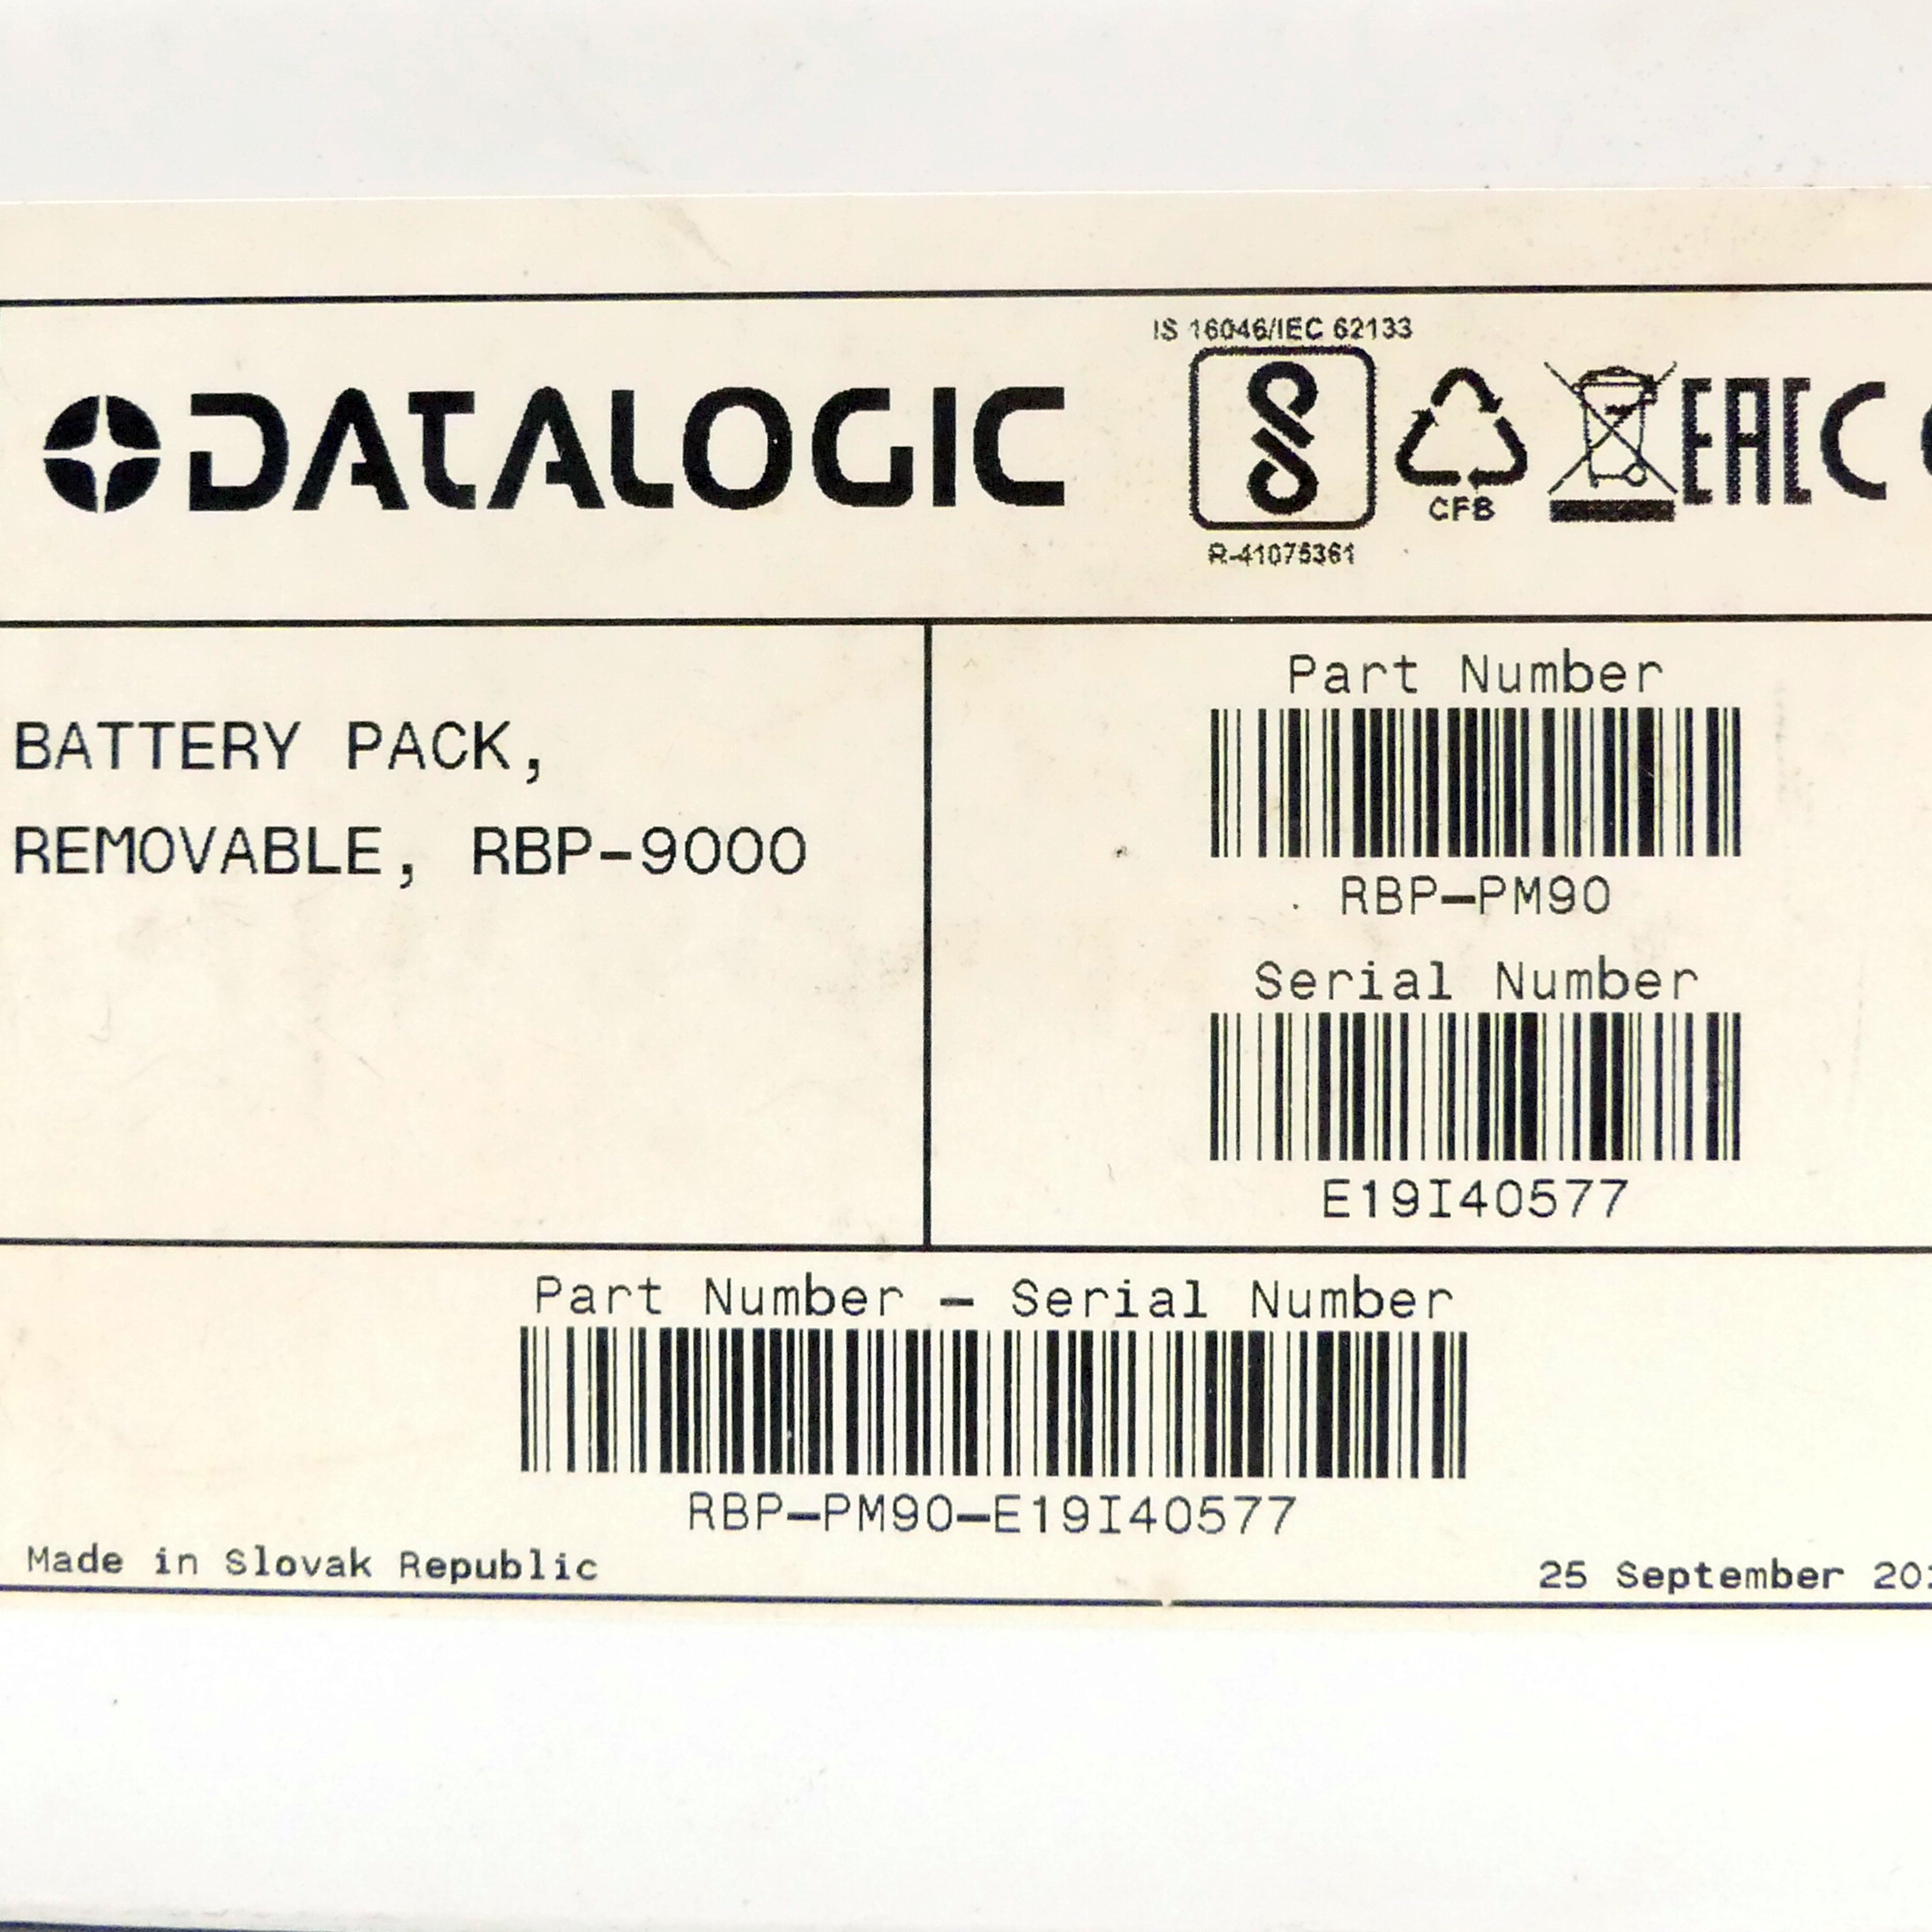 IS 16046/IEC 62133
DATALOGIC
CFB
EAC
R-41075361
BATTERY PACK,
REMOVABLE, RBP-9000
Part Number
RBP-PM90
Serial Number
E19I40577
Part Number - Serial Number
RBP-PM90-E19I40577
Made in Slovak Republic
25 September